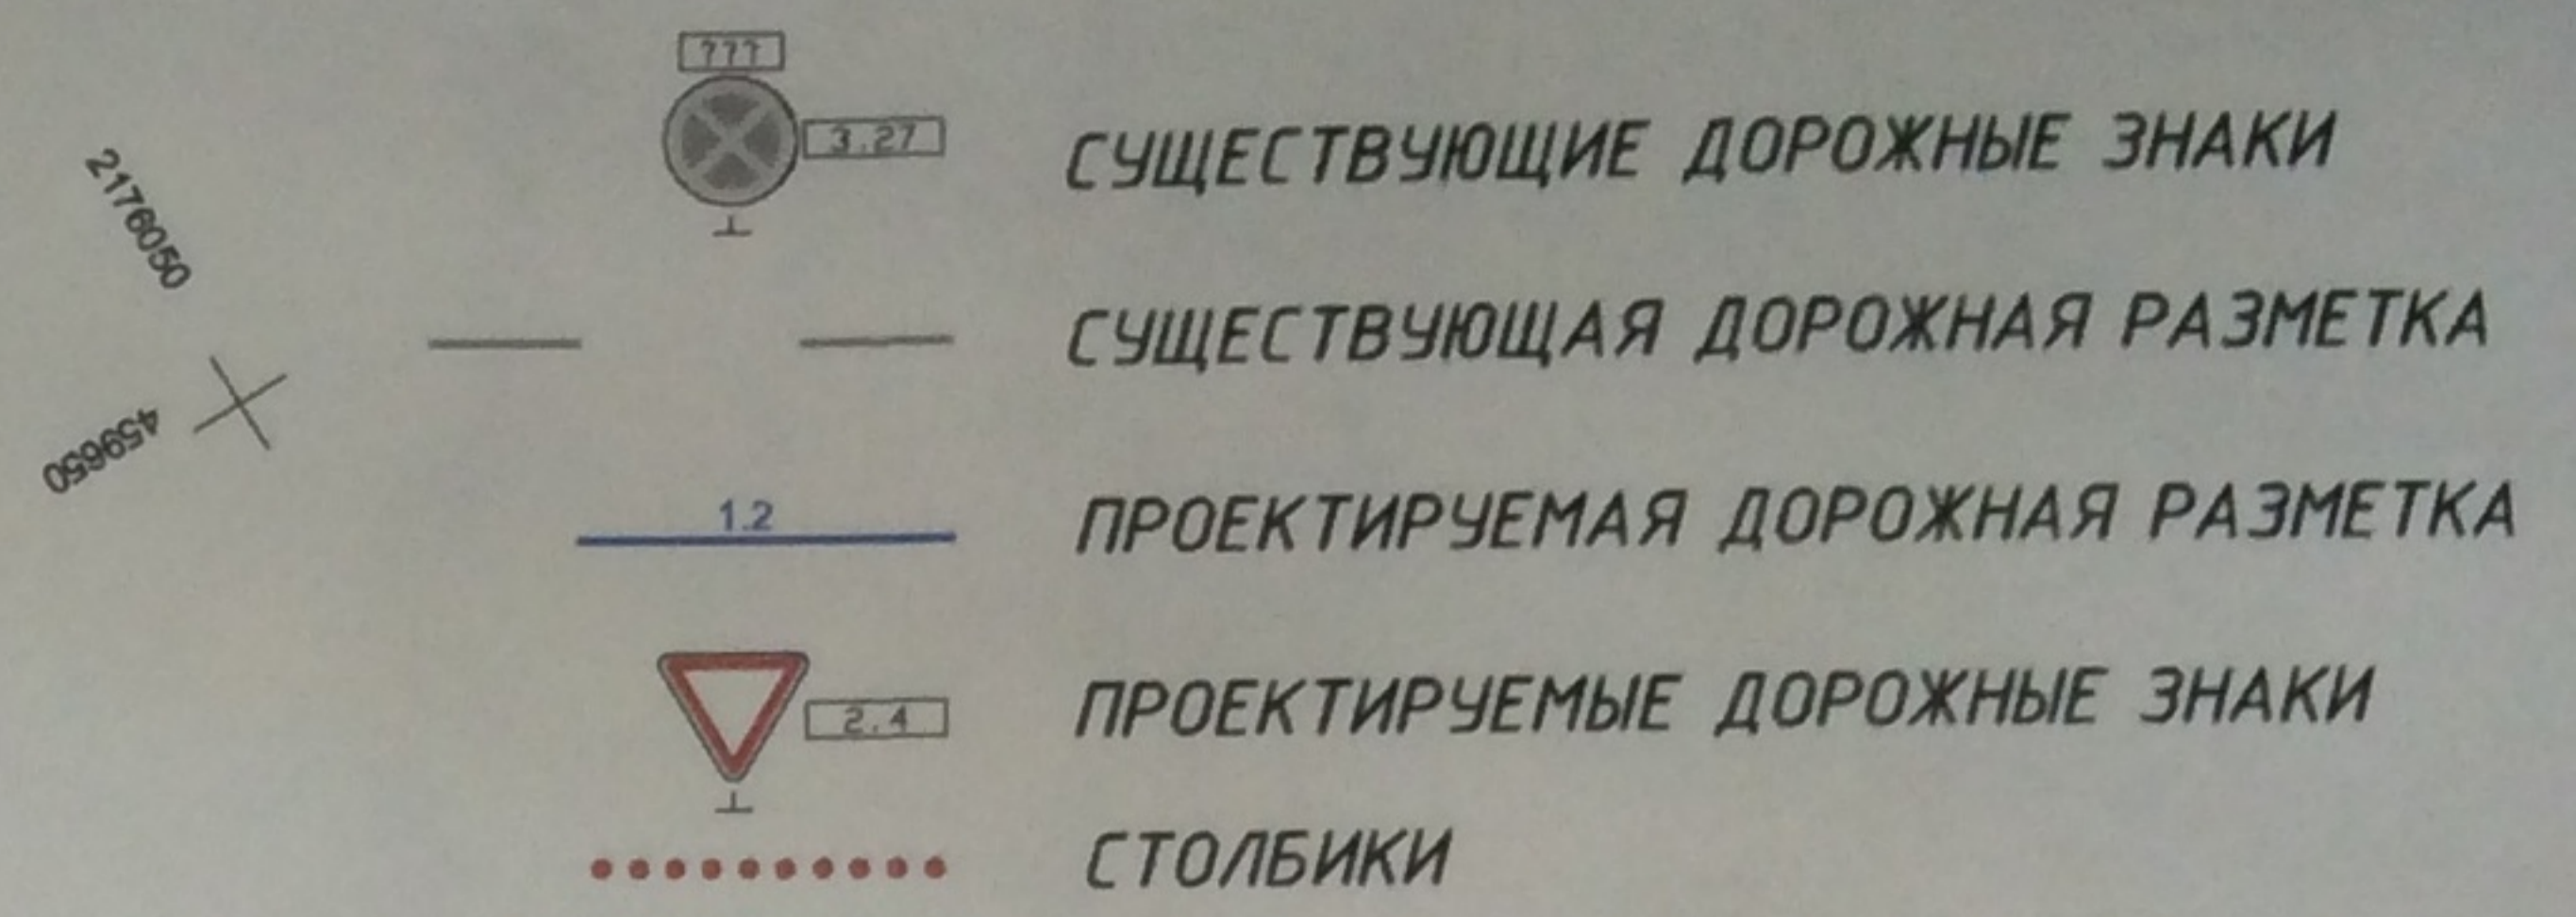 ???
3.27
СУЩЕСТВУЮЩИЕ ДОРОЖНЫЕ ЗНАКИ
2176050
СУЩЕСТВУЮЩАЯ ДОРОЖНАЯ РАЗМЕТКА
459650
1.2
ПРОЕКТИРУЕМАЯ ДОРОЖНАЯ РАЗМЕТКА
2.4
ПРОЕКТИРУЕМЫЕ ДОРОЖНЫЕ ЗНАКИ
СТОЛБИКИ